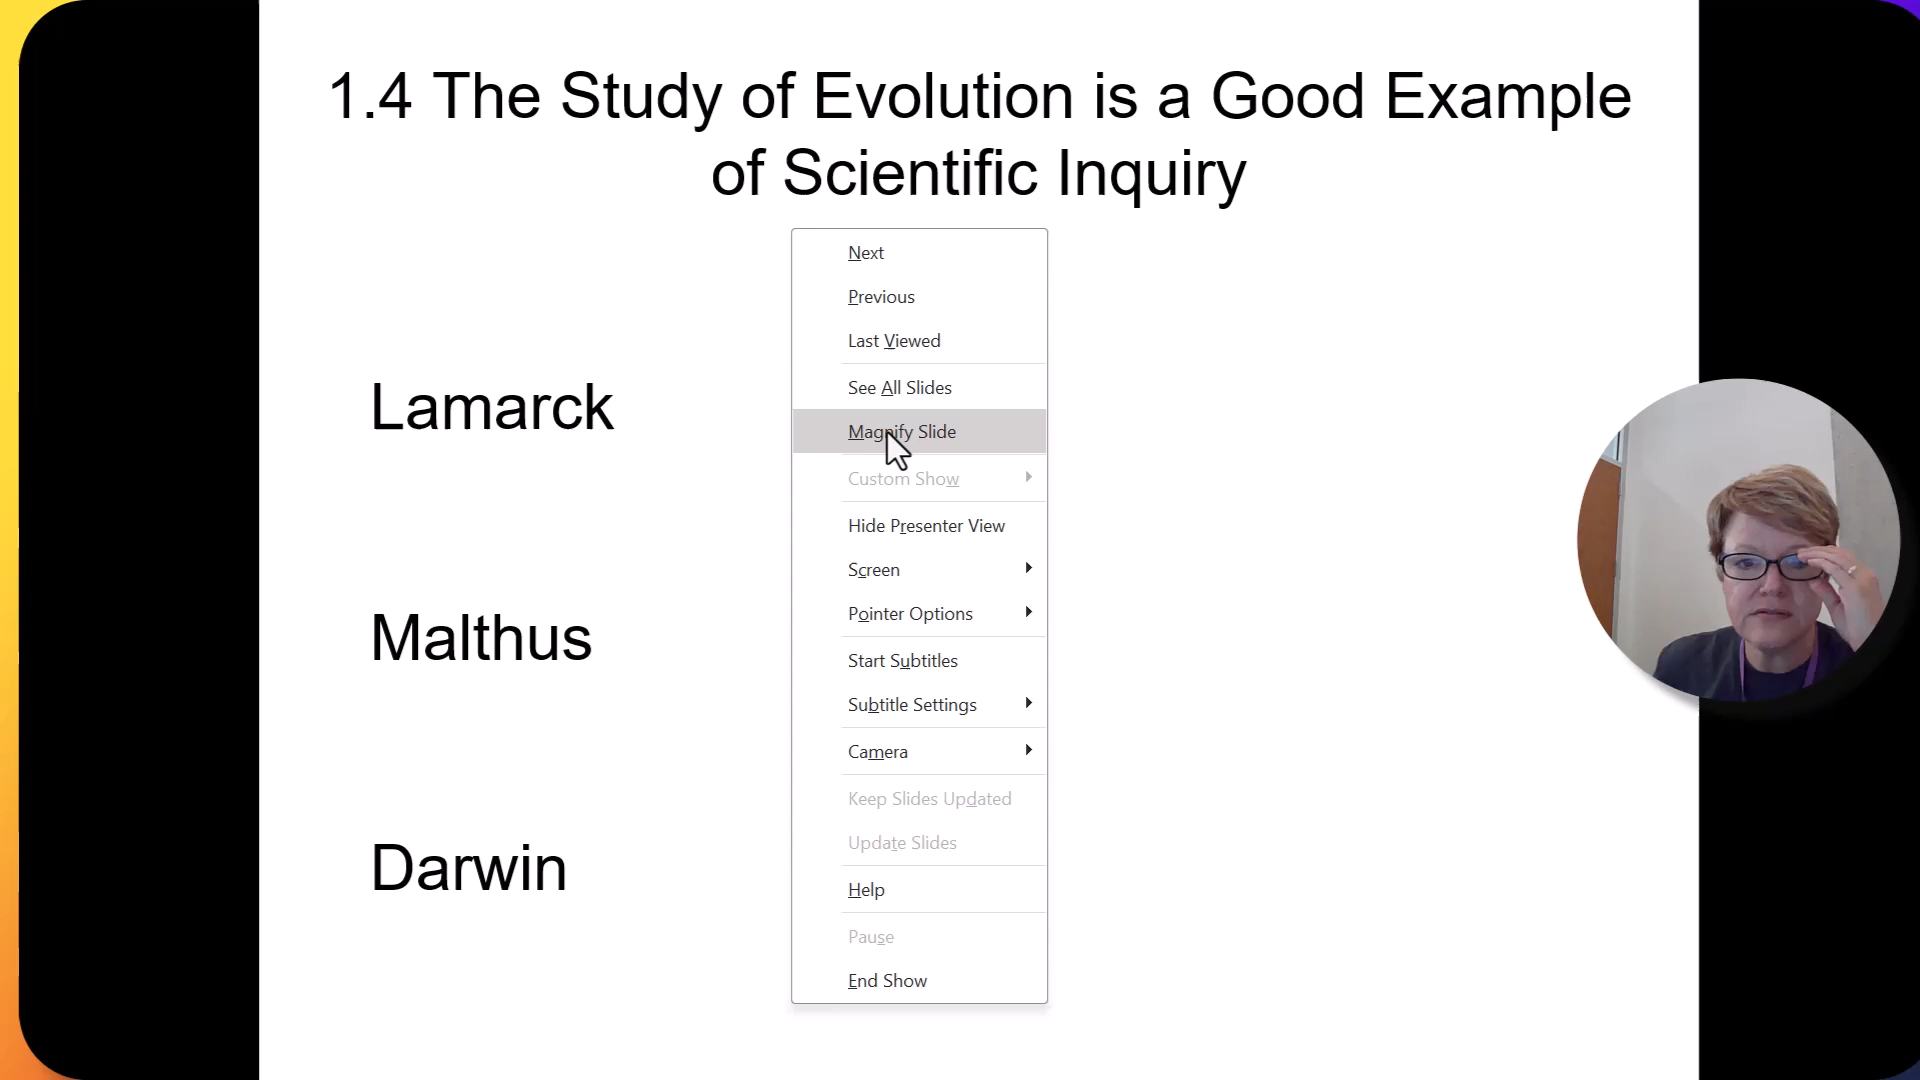 1.4 The Study of Evolution is a Good Example
of Scientific Inquiry
Lamarck
Malthus
Darwin
Next
Previous
Last Viewed
See All Slides
Magnify Slide
Custom Show
Hide Presenter View
Screen
Pointer Options
Start Subtitles
Subtitle Settings
Camera
Keep Slides Updated
Update Slides
Help
Pause
End Show